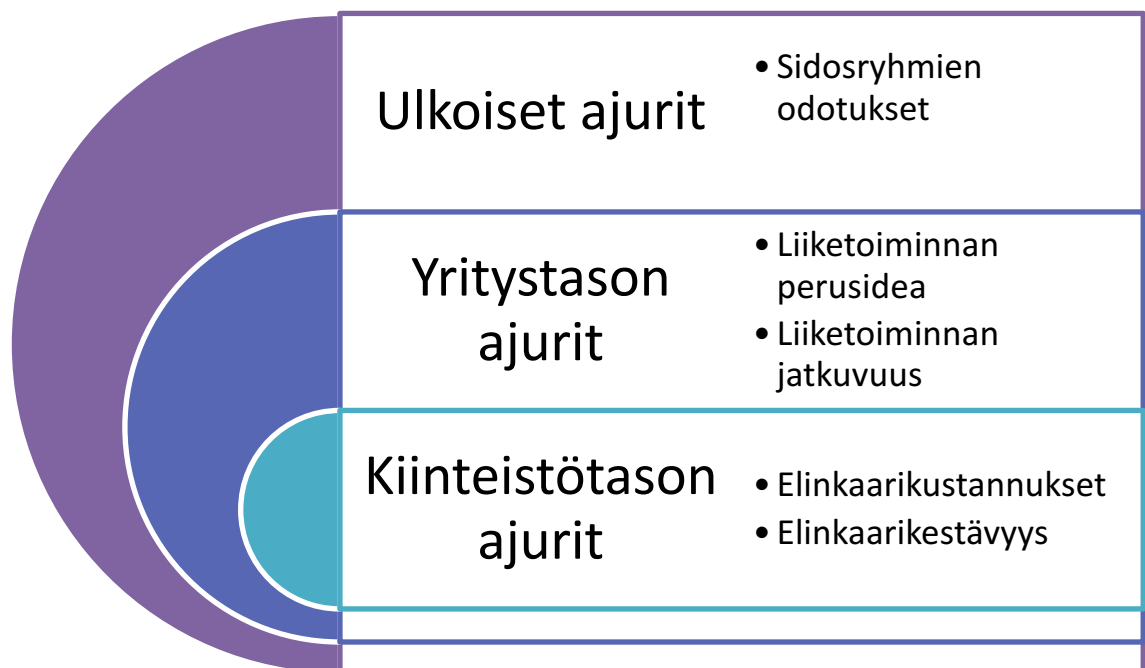 Ulkoiset ajurit
• Sidosryhmien
odotukset
Yritystason
ajurit
• Liiketoiminnan
perusidea
• Liiketoiminnan
jatkuvuus
Kiinteistötason
ajurit
• Elinkaarikustannukset
• Elinkaarikestävyys